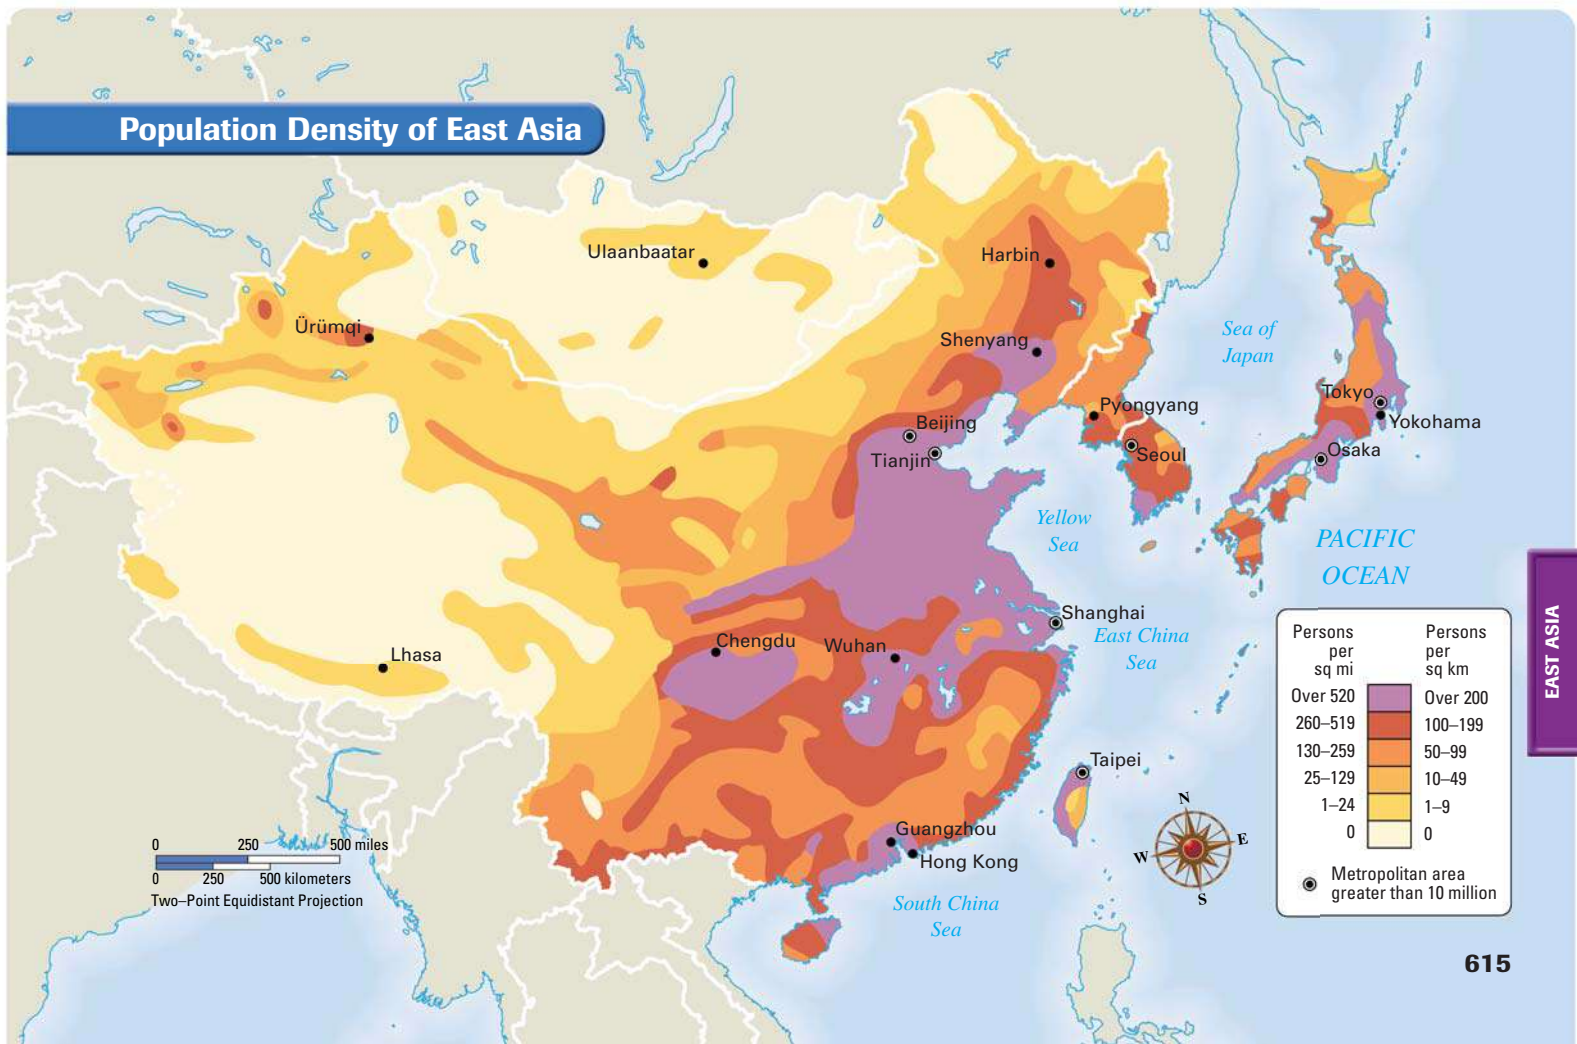 Population Density of East Asia
Ulaanbaatar
Harbin
Ürümqi
Shenyang
Sea of
Japan
Tokyo
Yokohama
Pyongyang
Beijing
Tianjin
Seoul
Osaka
Yellow
Sea
PACIFIC
OCEAN
Shanghai
East China
Sea
Chengdu
Wuhan
Lhasa
Taipei
Guangzhou
Hong Kong
South China
Sea
0 250 500 miles
0 250 500 kilometers
Two–Point Equidistant Projection
N
W E
S
Persons Persons
per per
sq mi sq km
Over 520 Over 200
260–519 100–199
130–259 50–99
25–129 10–49
1–24 1–9
0 0
Metropolitan area
greater than 10 million
EAST ASIA
615